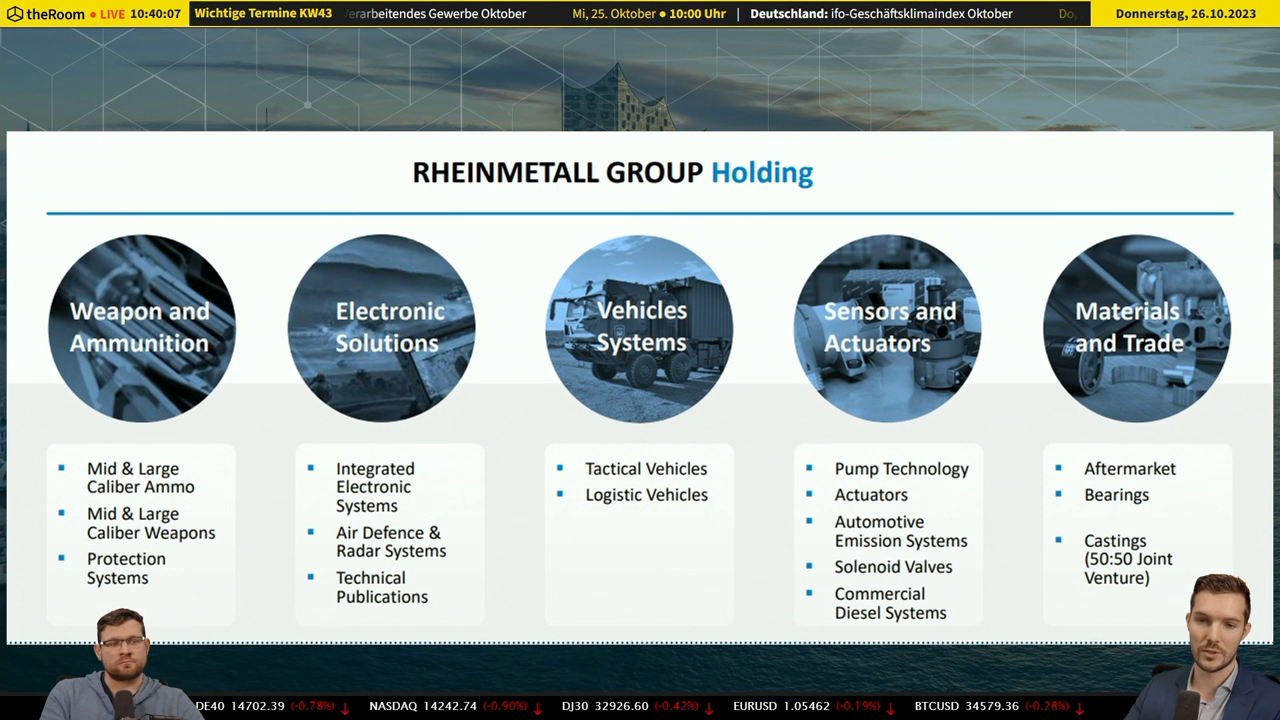 theRoom ● LIVE 10:40:07
Wichtige Termine KW43
erarbeitendes Gewerbe Oktober Mi, 25. Oktober ● 10:00 Uhr | Deutschland: ifo-Geschäftsklimaindex Oktober Do,
Donnerstag, 26.10.2023
RHEINMETALL GROUP Holding
Weapon and
Ammunition
▪ Mid & Large
Caliber Ammo
▪ Mid & Large
Caliber Weapons
▪ Protection
Systems
Electronic
Solutions
▪ Integrated
Electronic
Systems
▪ Air Defence &
Radar Systems
▪ Technical
Publications
Vehicles
Systems
▪ Tactical Vehicles
▪ Logistic Vehicles
Sensors and
Actuators
▪ Pump Technology
▪ Actuators
▪ Automotive
Emission Systems
▪ Solenoid Valves
▪ Commercial
Diesel Systems
Materials
and Trade
▪ Aftermarket
▪ Bearings
▪ Castings
(50:50 Joint
Venture)
DE40 14702.39 (-0.78%) ↓ NASDAQ 14242.74 (-0.90%) ↓ DJ30 32926.60 (-0.42%) ↓ EURUSD 1.05462 (-0.19%) ↓ BTCUSD 34579.36 (-0.28%) ↓